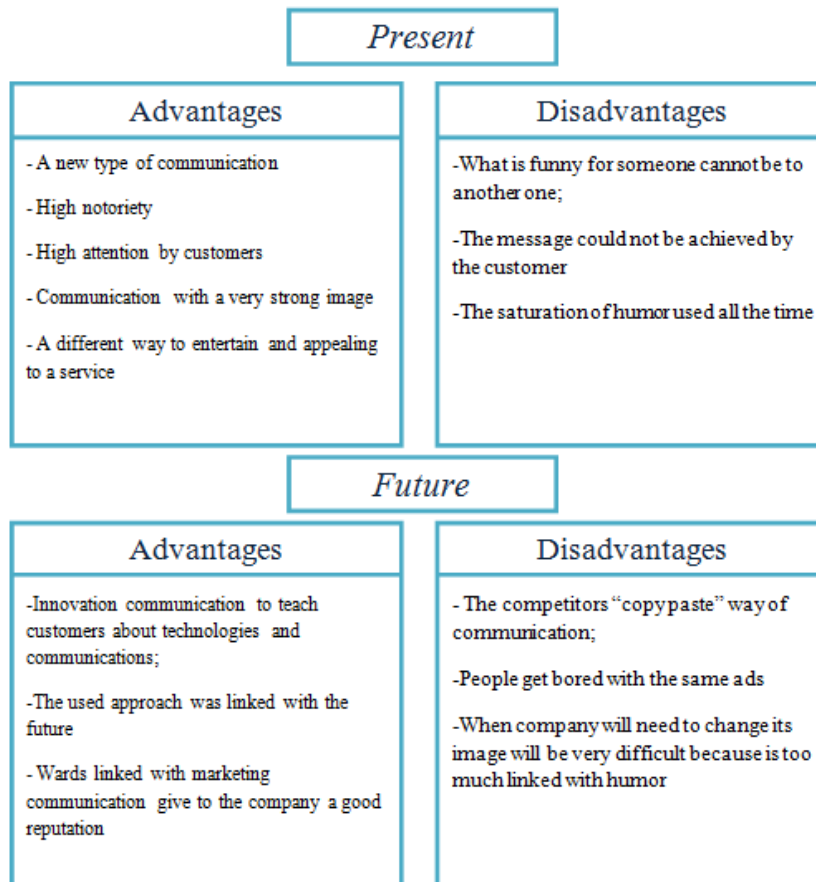 Present
Advantages
- A new type of communication
- High notoriety
- High attention by customers
- Communication with a very strong image
- A different way to entertain and appealing
to a service
Disadvantages
-What is funny for someone cannot be to
another one;
-The message could not be achieved by
the customer
-The saturation of humor used all the time
Future
Advantages
-Innovation communication to teach
customers about technologies and
communications;
-The used approach was linked with the
future
- Wards linked with marketing
communication give to the company a good
reputation
Disadvantages
- The competitors “copy paste” way of
communication;
-People get bored with the same ads
-When company will need to change its
image will be very difficult because is too
much linked with humor